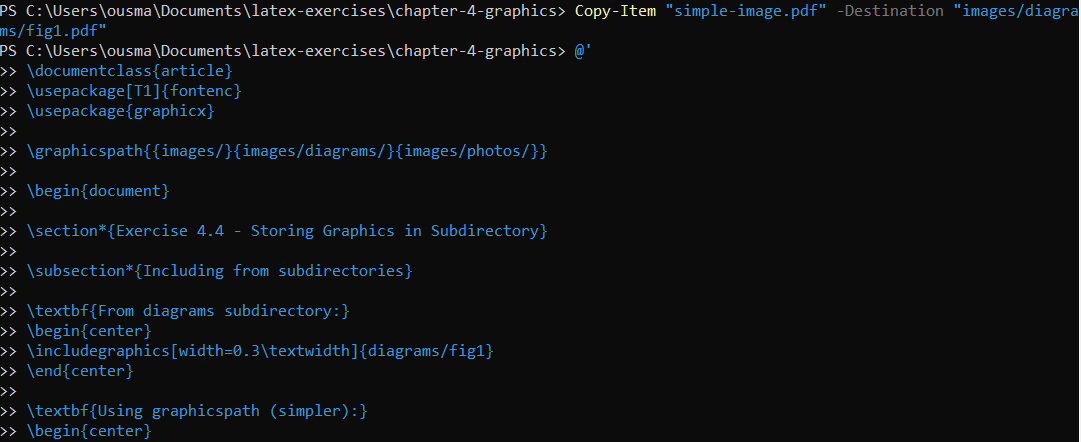 PS C:\Users\ousma\Documents\latex-exercises\chapter-4-graphics> Copy-Item "simple-image.pdf" -Destination "images/diagra
ms/fig1.pdf"
PS C:\Users\ousma\Documents\latex-exercises\chapter-4-graphics> @'
>> \documentclass{article}
>> \usepackage[T1]{fontenc}
>> \usepackage{graphicx}
>>
>> \graphicspath{{images/}{images/diagrams/}{images/photos/}}
>>
>> \begin{document}
>>
>> \section*{Exercise 4.4 - Storing Graphics in Subdirectory}
>>
>> \subsection*{Including from subdirectories}
>>
>> \textbf{From diagrams subdirectory:}
>> \begin{center}
>> \includegraphics[width=0.3\textwidth]{diagrams/fig1}
>> \end{center}
>>
>> \textbf{Using graphicspath (simpler):}
>> \begin{center}